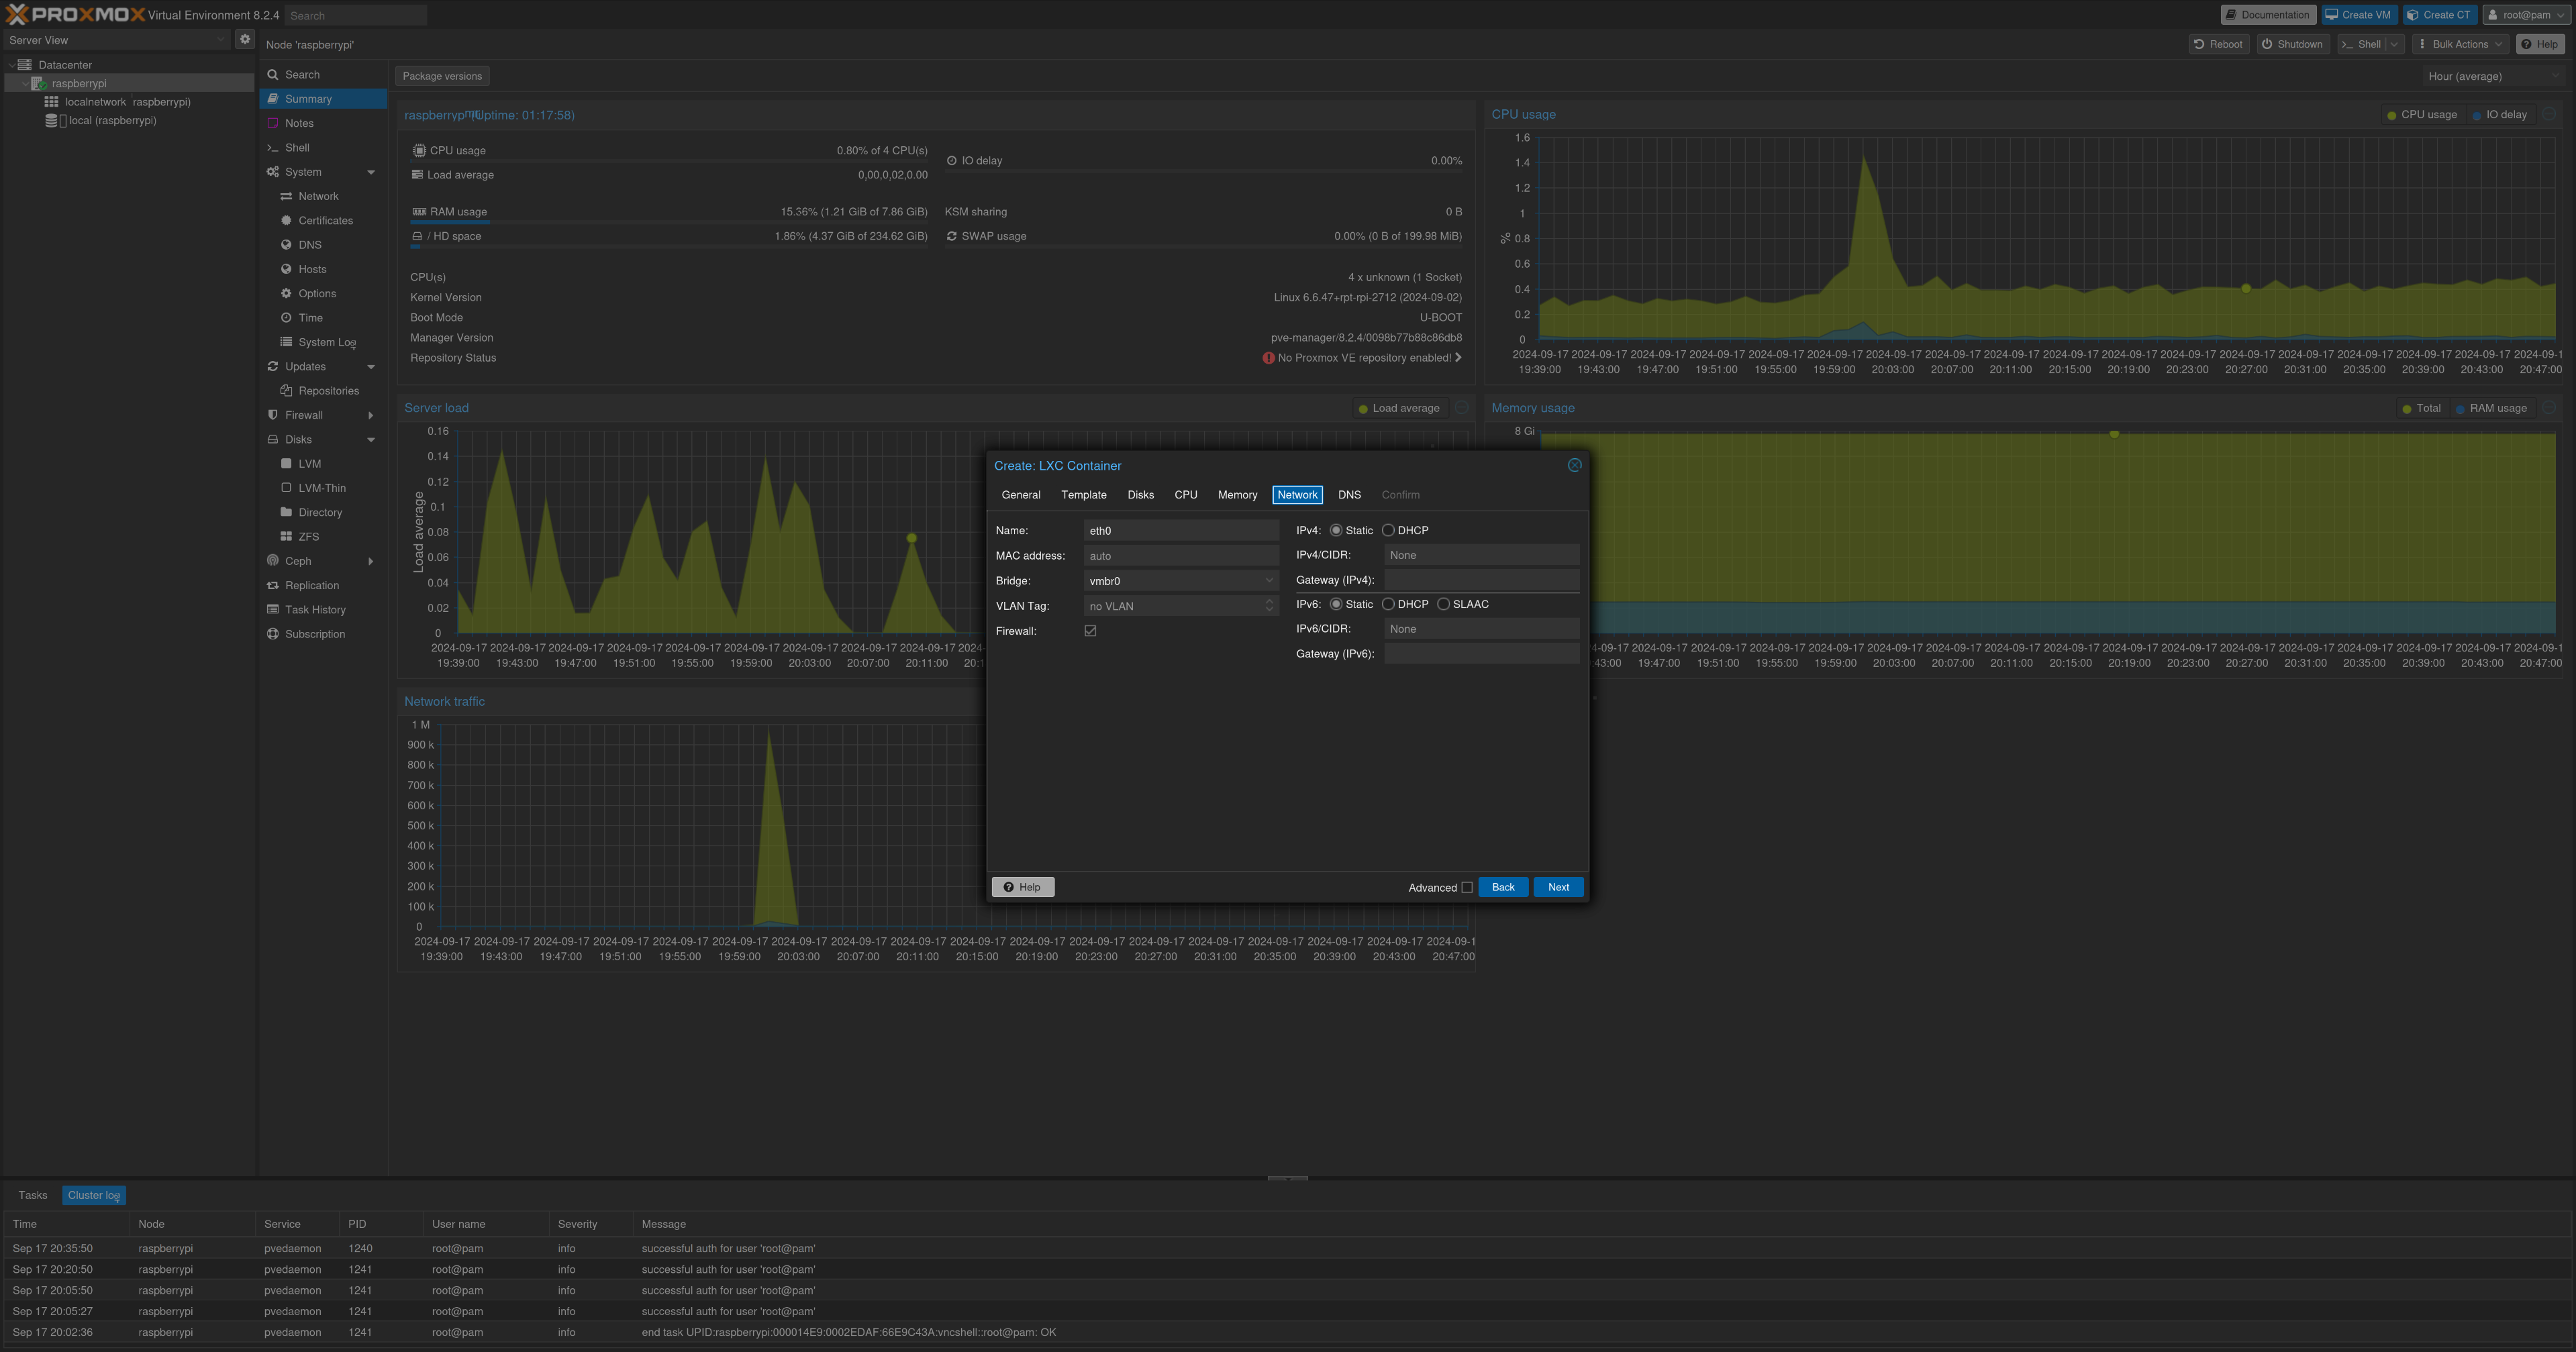 PROXMOX Virtual Environment 8.2.4 Search
Documentation Create VM Create CT root@pam
Server View
Node 'raspberrypi'
Reboot Shutdown Shell Bulk Actions Help
Datacenter
raspberrypi
localnetwork raspberrypi)
local (raspberrypi)
Search
Summary
Notes
Shell
System
Network
Certificates
DNS
Hosts
Options
Time
System Log
Updates
Repositories
Firewall
Disks
LVM
LVM-Thin
Directory
ZFS
Ceph
Replication
Task History
Subscription
Package versions
Hour (average)
Uptime: 01:17:58)
CPU usage 0.80% of 4 CPU(s)
IO delay 0.00%
Load average 0,00,0,02,0.00
RAM usage 15.36% (1.21 GiB of 7.86 GiB)
KSM sharing 0 B
/ HD space 1.86% (4.37 GiB of 234.62 GiB)
SWAP usage 0.00% (0 B of 199.98 MiB)
CPU(s) 4 x unknown (1 Socket)
Kernel Version Linux 6.6.47+rpt-rpi-2712 (2024-09-02)
Boot Mode U-BOOT
Manager Version pve-manager/8.2.4/0098b77b88c86db8
Repository Status No Proxmox VE repository enabled!
CPU usage
CPU usage IO delay
1.6
1.4
1.2
1
0.8
0.6
0.4
0.2
0
%
2024-09-17 2024-09-17 2024-09-17 2024-09-17 2024-09-17 2024-09-17 2024-09-17 2024-09-17 2024-09-17 2024-09-17 2024-09-17 2024-09-17 2024-09-17 2024-09-17 2024-09-17 2024-09-17 2024-09-17 2024-09-1
19:39:00 19:43:00 19:47:00 19:51:00 19:55:00 19:59:00 20:03:00 20:07:00 20:11:00 20:15:00 20:19:00 20:23:00 20:27:00 20:31:00 20:35:00 20:39:00 20:43:00 20:47:00
Server load
Load average
0.16
0.14
0.12
0.1
0.08
0.06
0.04
0.02
0
Load average
2024-09-17 2024-09-17 2024-09-17 2024-09-17 2024-09-17 2024-09-17 2024-09-17 2024-09-17 2024-09-17 2024-
19:39:00 19:43:00 19:47:00 19:51:00 19:55:00 19:59:00 20:03:00 20:07:00 20:11:00 20:1
Memory usage
Total RAM usage
8 Gi
9-17 2024-09-17 2024-09-17 2024-09-17 2024-09-17 2024-09-17 2024-09-17 2024-09-17 2024-09-17 2024-09-17 2024-09-17 2024-09-17 2024-09-17 2024-09-17 2024-09-17 2024-09-17 2024-09-1
:43:00 19:47:00 19:51:00 19:55:00 19:59:00 20:03:00 20:07:00 20:11:00 20:15:00 20:19:00 20:23:00 20:27:00 20:31:00 20:35:00 20:39:00 20:43:00 20:47:00
Network traffic
1 M
900 k
800 k
700 k
600 k
500 k
400 k
300 k
200 k
100 k
0
2024-09-17 2024-09-17 2024-09-17 2024-09-17 2024-09-17 2024-09-17 2024-09-17 2024-09-17 2024-09-17 2024-09-17 2024-09-17 2024-09-17 2024-09-17 2024-09-17 2024-09-17 2024-09-17 2024-09-17 2024-09-1
19:39:00 19:43:00 19:47:00 19:51:00 19:55:00 19:59:00 20:03:00 20:07:00 20:11:00 20:15:00 20:19:00 20:23:00 20:27:00 20:31:00 20:35:00 20:39:00 20:43:00 20:47:00
Create: LXC Container
General Template Disks CPU Memory Network DNS Confirm
Name: eth0
MAC address: auto
Bridge: vmbr0
VLAN Tag: no VLAN
Firewall:
IPv4: Static DHCP
IPv4/CIDR: None
Gateway (IPv4):
IPv6: Static DHCP SLAAC
IPv6/CIDR: None
Gateway (IPv6):
Help
Advanced Back Next
Tasks Cluster log
Time Node Service PID User name Severity Message
Sep 17 20:35:50 raspberrypi pvedaemon 1240 root@pam info successful auth for user 'root@pam'
Sep 17 20:20:50 raspberrypi pvedaemon 1241 root@pam info successful auth for user 'root@pam'
Sep 17 20:05:50 raspberrypi pvedaemon 1241 root@pam info successful auth for user 'root@pam'
Sep 17 20:05:27 raspberrypi pvedaemon 1241 root@pam info successful auth for user 'root@pam'
Sep 17 20:02:36 raspberrypi pvedaemon 1241 root@pam info end task UPID:raspberrypi:000014E9:0002EDAF:66E9C43A:vncshell::root@pam: OK